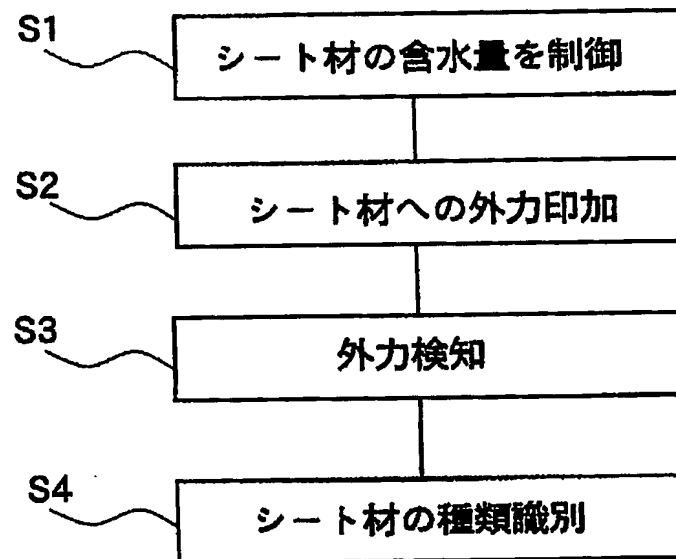 S1
シート材の含水量を制御
S2
シート材への外力印加
S3
外力検知
S4
シート材の種類識別